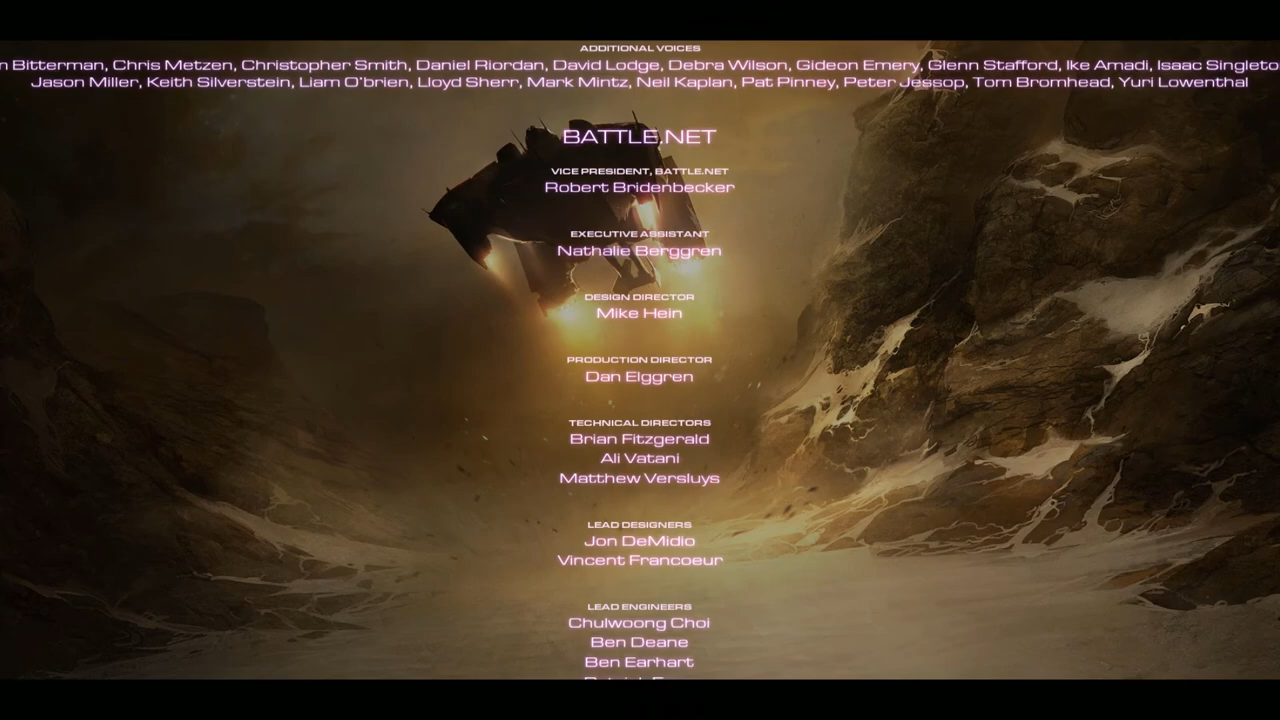 ADDITIONAL VOICES
Bitterman, Chris Metzen, Christopher Smith, Daniel Riordan, David Lodge, Debra Wilson, Gideon Emery, Glenn Stafford, Ike Amadi, Isaac
Jason Miller, Keith Silverstein, Liam O'brien, Lloyd Sherr, Mark Mintz, Neil Kaplan, Pat Pinney, Peter Jessop, Tom Bromhead, Yuri Lowenthal
BATTLE.NET
VICE PRESIDENT, BATTLE.NET
Robert Bridenbecker
EXECUTIVE ASSISTANT
Nathalie Berggren
DESIGN DIRECTOR
Mike Hein
PRODUCTION DIRECTOR
Dan Elggren
TECHNICAL DIRECTORS
Brian Fitzgerald
Ali Vatani
Matthew Versluys
LEAD DESIGNERS
Jon DeMidio
Vincent Francoeur
LEAD ENGINEERS
Chulwoong Choi
Ben Deane
Ben Earhart